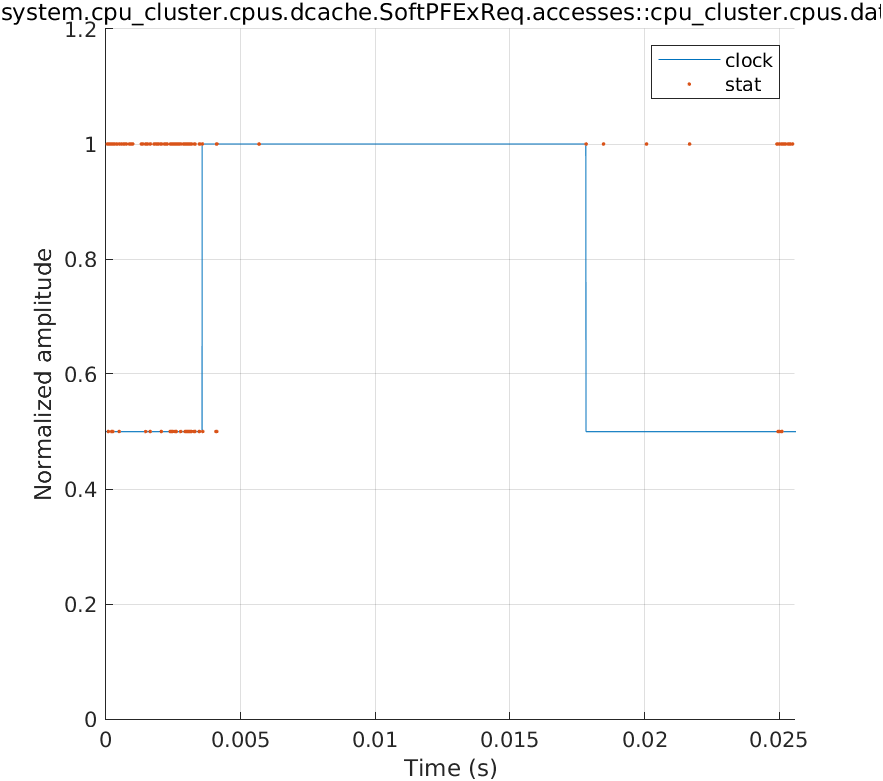 system.cpu_cluster.cpus.dcache.SoftPFExReq.accesses::cpu_cluster.cpus.dat
1.2
clock
stat
1
0.8
Normalized amplitude
0.6
0.4
0.2
0
0 0.005 0.01 0.015 0.02 0.025
Time (s)